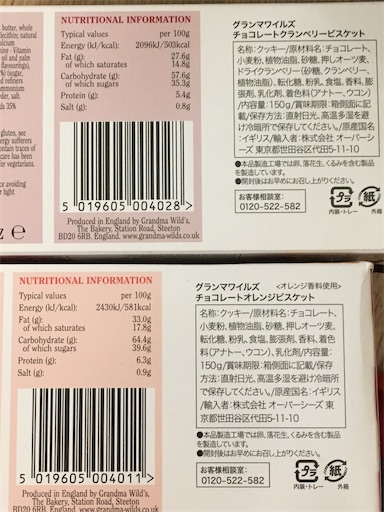 butter, whole
lecithin; natural
calcium
ine - Vitamin
oil and palm
flavouring),
%) (sugar,
d raisers
mmonium
der, salt.
ds 35%
gluten, see
ergy sufferers
ontain traces of
care has been
for vegetarians.
ce avoiding
r tight
z e
NUTRITIONAL INFORMATION
Typical values per 100g
Energy (kJ/kcal): 2096kJ/503kcal
Fat (g): 27.6g
of which saturates 14.8g
Carbohydrate (g): 57.6g
of which sugars 35.3g
Protein (g): 5.4g
Salt (g): 0.8g
5 019605 004028 >
Produced in England by Grandma Wild's,
The Bakery, Station Road, Steeton
BD20 6RB. England. www.grandma-wilds.co.uk
グランマワイルズ
チョコレートクランベリービスケット
名称:クッキー/原材料名:チョコレート、
小麦粉、植物油脂、砂糖、押しオーツ麦、
ドライクランベリー(砂糖、クランベリー、
植物油脂)、転化糖、粉乳、食塩、香料、膨
張剤、乳化剤、着色料(アナトー、ウコン)
/内容量:150g/賞味期限:箱側面に記
載/保存方法:直射日光、高温多湿を避
け冷暗所で保存してください。/原産国名
:イギリス/輸入者:株式会社 オーバーシ
ーズ 東京都世田谷区代田5-11-10
●本品製造工場では卵、落花生、くるみを含む製品
を製造しています。
●開封後はお早めにお召し上がりください。
お客様相談室:
0120-522-582
プラ
内装・トレー
紙
外箱
NUTRITIONAL INFORMATION
Typical values per 100g
Energy (kJ/kcal): 2430kJ/581kcal
Fat (g): 33.0g
of which saturates 17.8g
Carbohydrate (g): 64.4g
of which sugars 39.6g
Protein (g): 6.3g
Salt (g): 0.9g
5 019605 004011 >
Produced in England by Grandma Wild's,
The Bakery, Station Road, Steeton
BD20 6RB. England. www.grandma-wilds.co.uk
グランマワイルズ <オレンジ香料使用>
チョコレートオレンジビスケット
名称:クッキー/原材料名:チョコレート、
小麦粉、植物油脂、砂糖、押しオーツ麦、
転化糖、粉乳、食塩、膨張剤、香料、着色
料(アナトー、ウコン)、乳化剤/内容量:
150g/賞味期限:箱側面に記載/保存
方法:直射日光、高温多湿を避け冷暗所
で保存してください。/原産国名:イギリス
/輸入者:株式会社 オーバーシーズ 東
京都世田谷区代田5-11-10
●本品製造工場では卵、落花生、くるみを含む製品を
製造しています。
●開封後はお早めにお召し上がりください。
お客様相談室:
0120-522-582
プラ
内装・トレー
紙
外箱